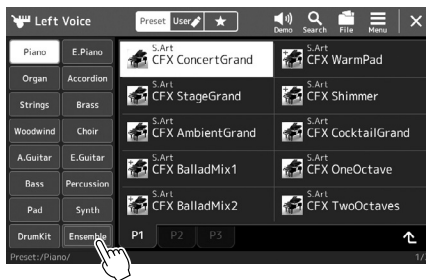 Left Voice
Preset User ★
Demo Search File Menu
Piano E.Piano
Organ Accordion
Strings Brass
Woodwind Choir
A.Guitar E.Guitar
Bass Percussion
Pad Synth
DrumKit Ensemble
S.Art
CFX ConcertGrand
S.Art
CFX WarmPad
S.Art
CFX StageGrand
S.Art
CFX Shimmer
S.Art
CFX AmbientGrand
S.Art
CFX CocktailGrand
S.Art
CFX BalladMix1
S.Art
CFX OneOctave
S.Art
CFX BalladMix2
S.Art
CFX TwoOctaves
P1 P2 P3
Preset:/Piano/
1/